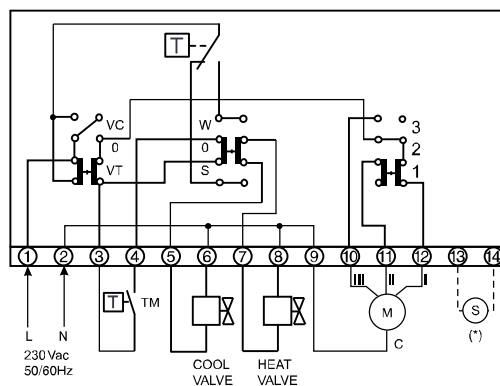 T
VC
W
3
0
0
2
VT
S
1
1 2 3 4 5 6 7 8 9 10 11 12 13 14
IIII II I
T TM
M
S
L N
(*)
230 Vac
50/60Hz
C
COOL VALVE
HEAT VALVE